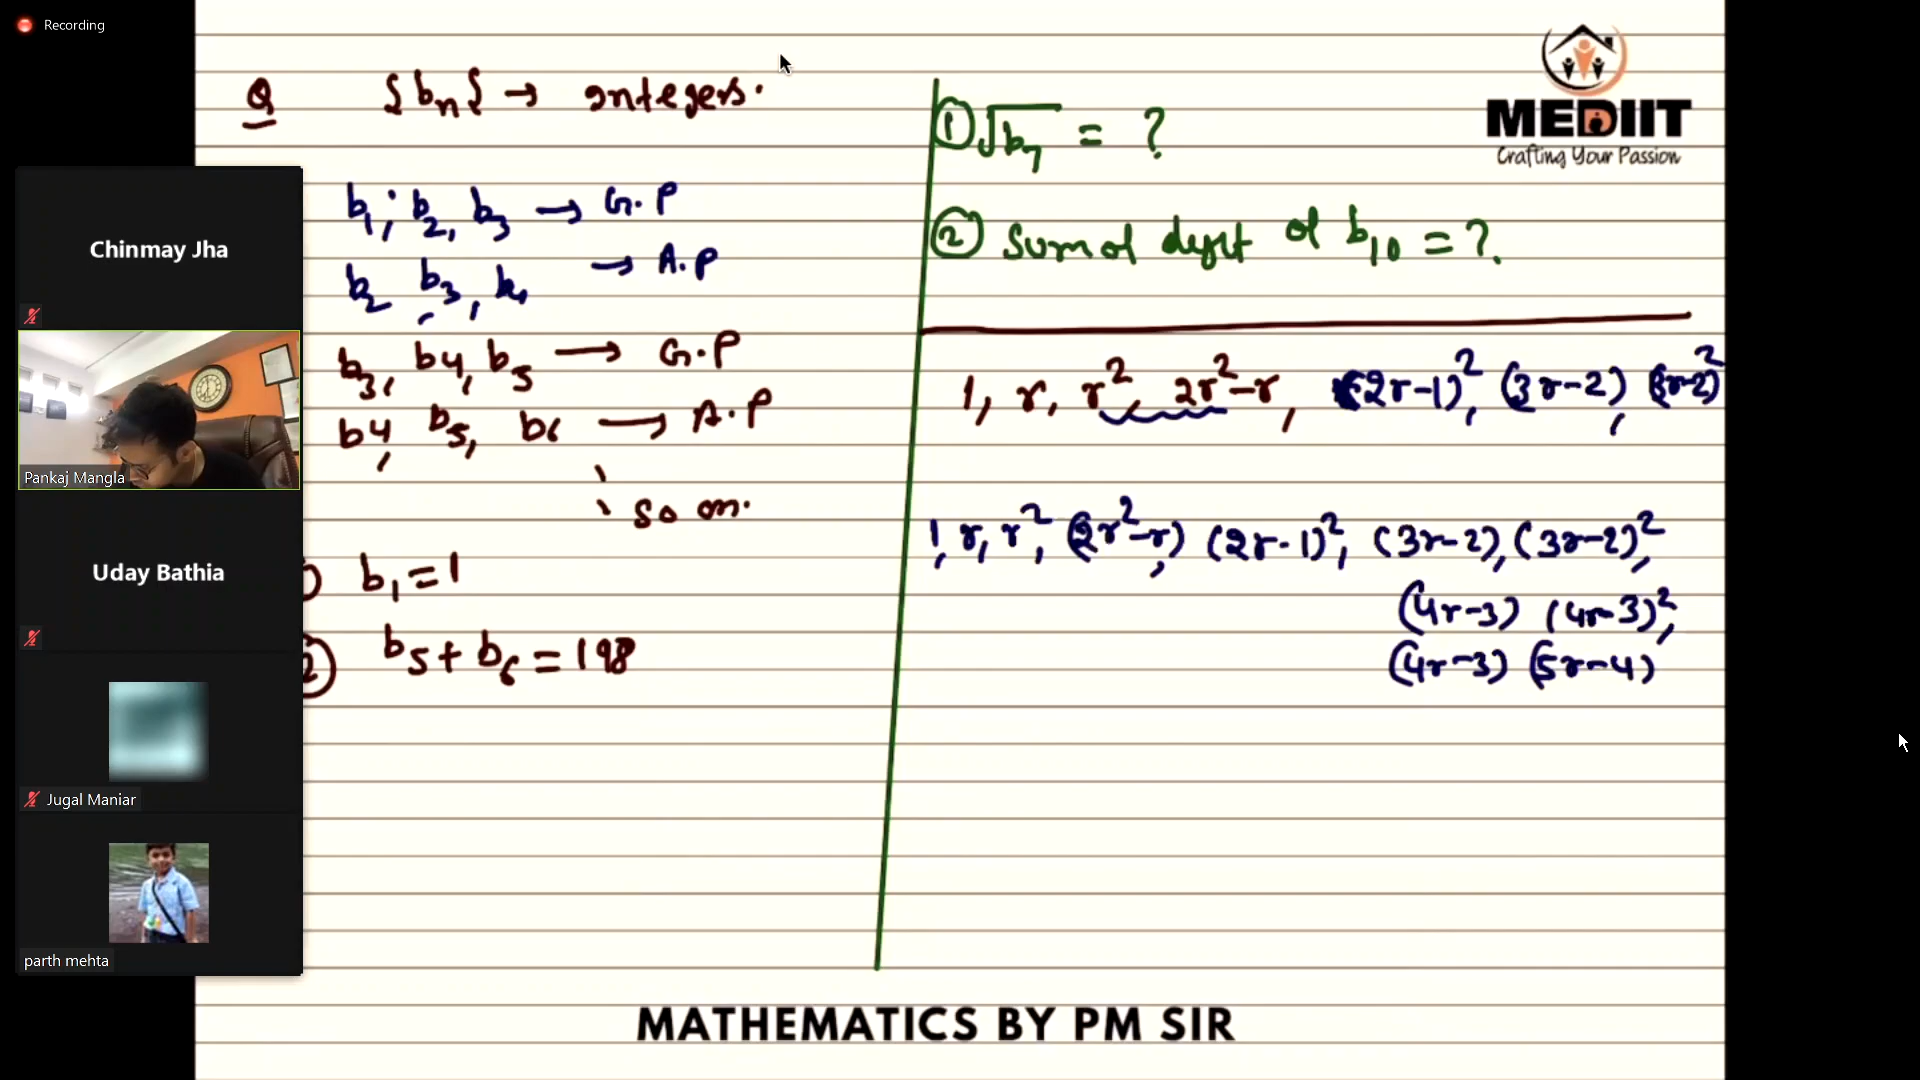 Recording
Q {bn} → integers.
b1, b2, b3 → G.P
b2, b3, b4 → A.P
b3, b4, b5 → G.P
b4, b5, b6 → A.P
so on.
b1 = 1
2) b5 + b6 = 198
① √b7 = ?
② Sum of digit of b10 = ?
MEDIIT
Crafting Your Passion
1, r, r², 2r²-r, (2r-1)², (3r-2), (3r-2)²
1, r, r², (2r²-r), (2r-1)², (3r-2), (3r-2)²,
(4r-3) (4r-3)²,
(4r-3) (5r-4)
Chinmay Jha
Pankaj Mangla
Uday Bathia
Jugal Maniar
parth mehta
MATHEMATICS BY PM SIR